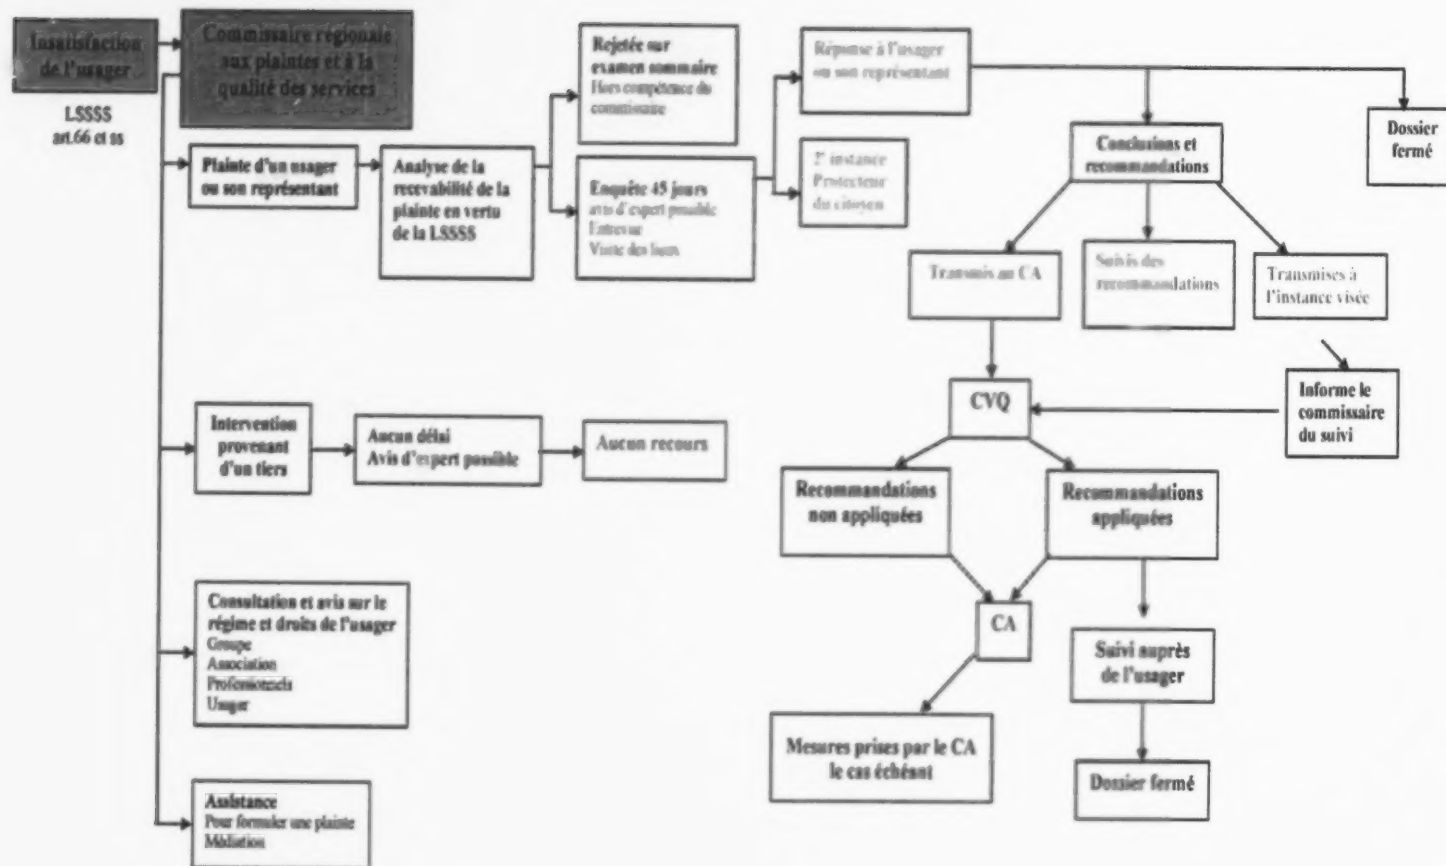 Insatisfaction
de l'usager
LSSSS
art.66 et ss
Commissaire régionale
aux plaintes et à la
qualité des services
Plainte d'un usager
ou son représentant
Analyse de la
recevabilité de la
plainte en vertu
de la LSSSS
Rejetée sur
examen sommaire
Hors compétence du
commissaire
Enquête 45 jours
avis d'expert possible
Entrevue
Visite des lieux
Réponse à l'usager
ou son représentant
2e instance
Protecteur
du citoyen
Conclusions et
recommandations
Dossier
fermé
Transmis au CA
Suivis des
recommandations
Transmises à
l'instance visée
Informe le
commissaire
du suivi
CVQ
Intervention
provenant
d'un tiers
Aucun délai
Avis d'expert possible
Aucun recours
Recommandations
non appliquées
Recommandations
appliquées
CA
Consultation et avis sur le
régime et droits de l'usager
Groupe
Association
Professionnels
Usager
Suivi auprès
de l'usager
Mesures prises par le CA
le cas échéant
Dossier fermé
Assistance
Pour formuler une plainte
Médiation